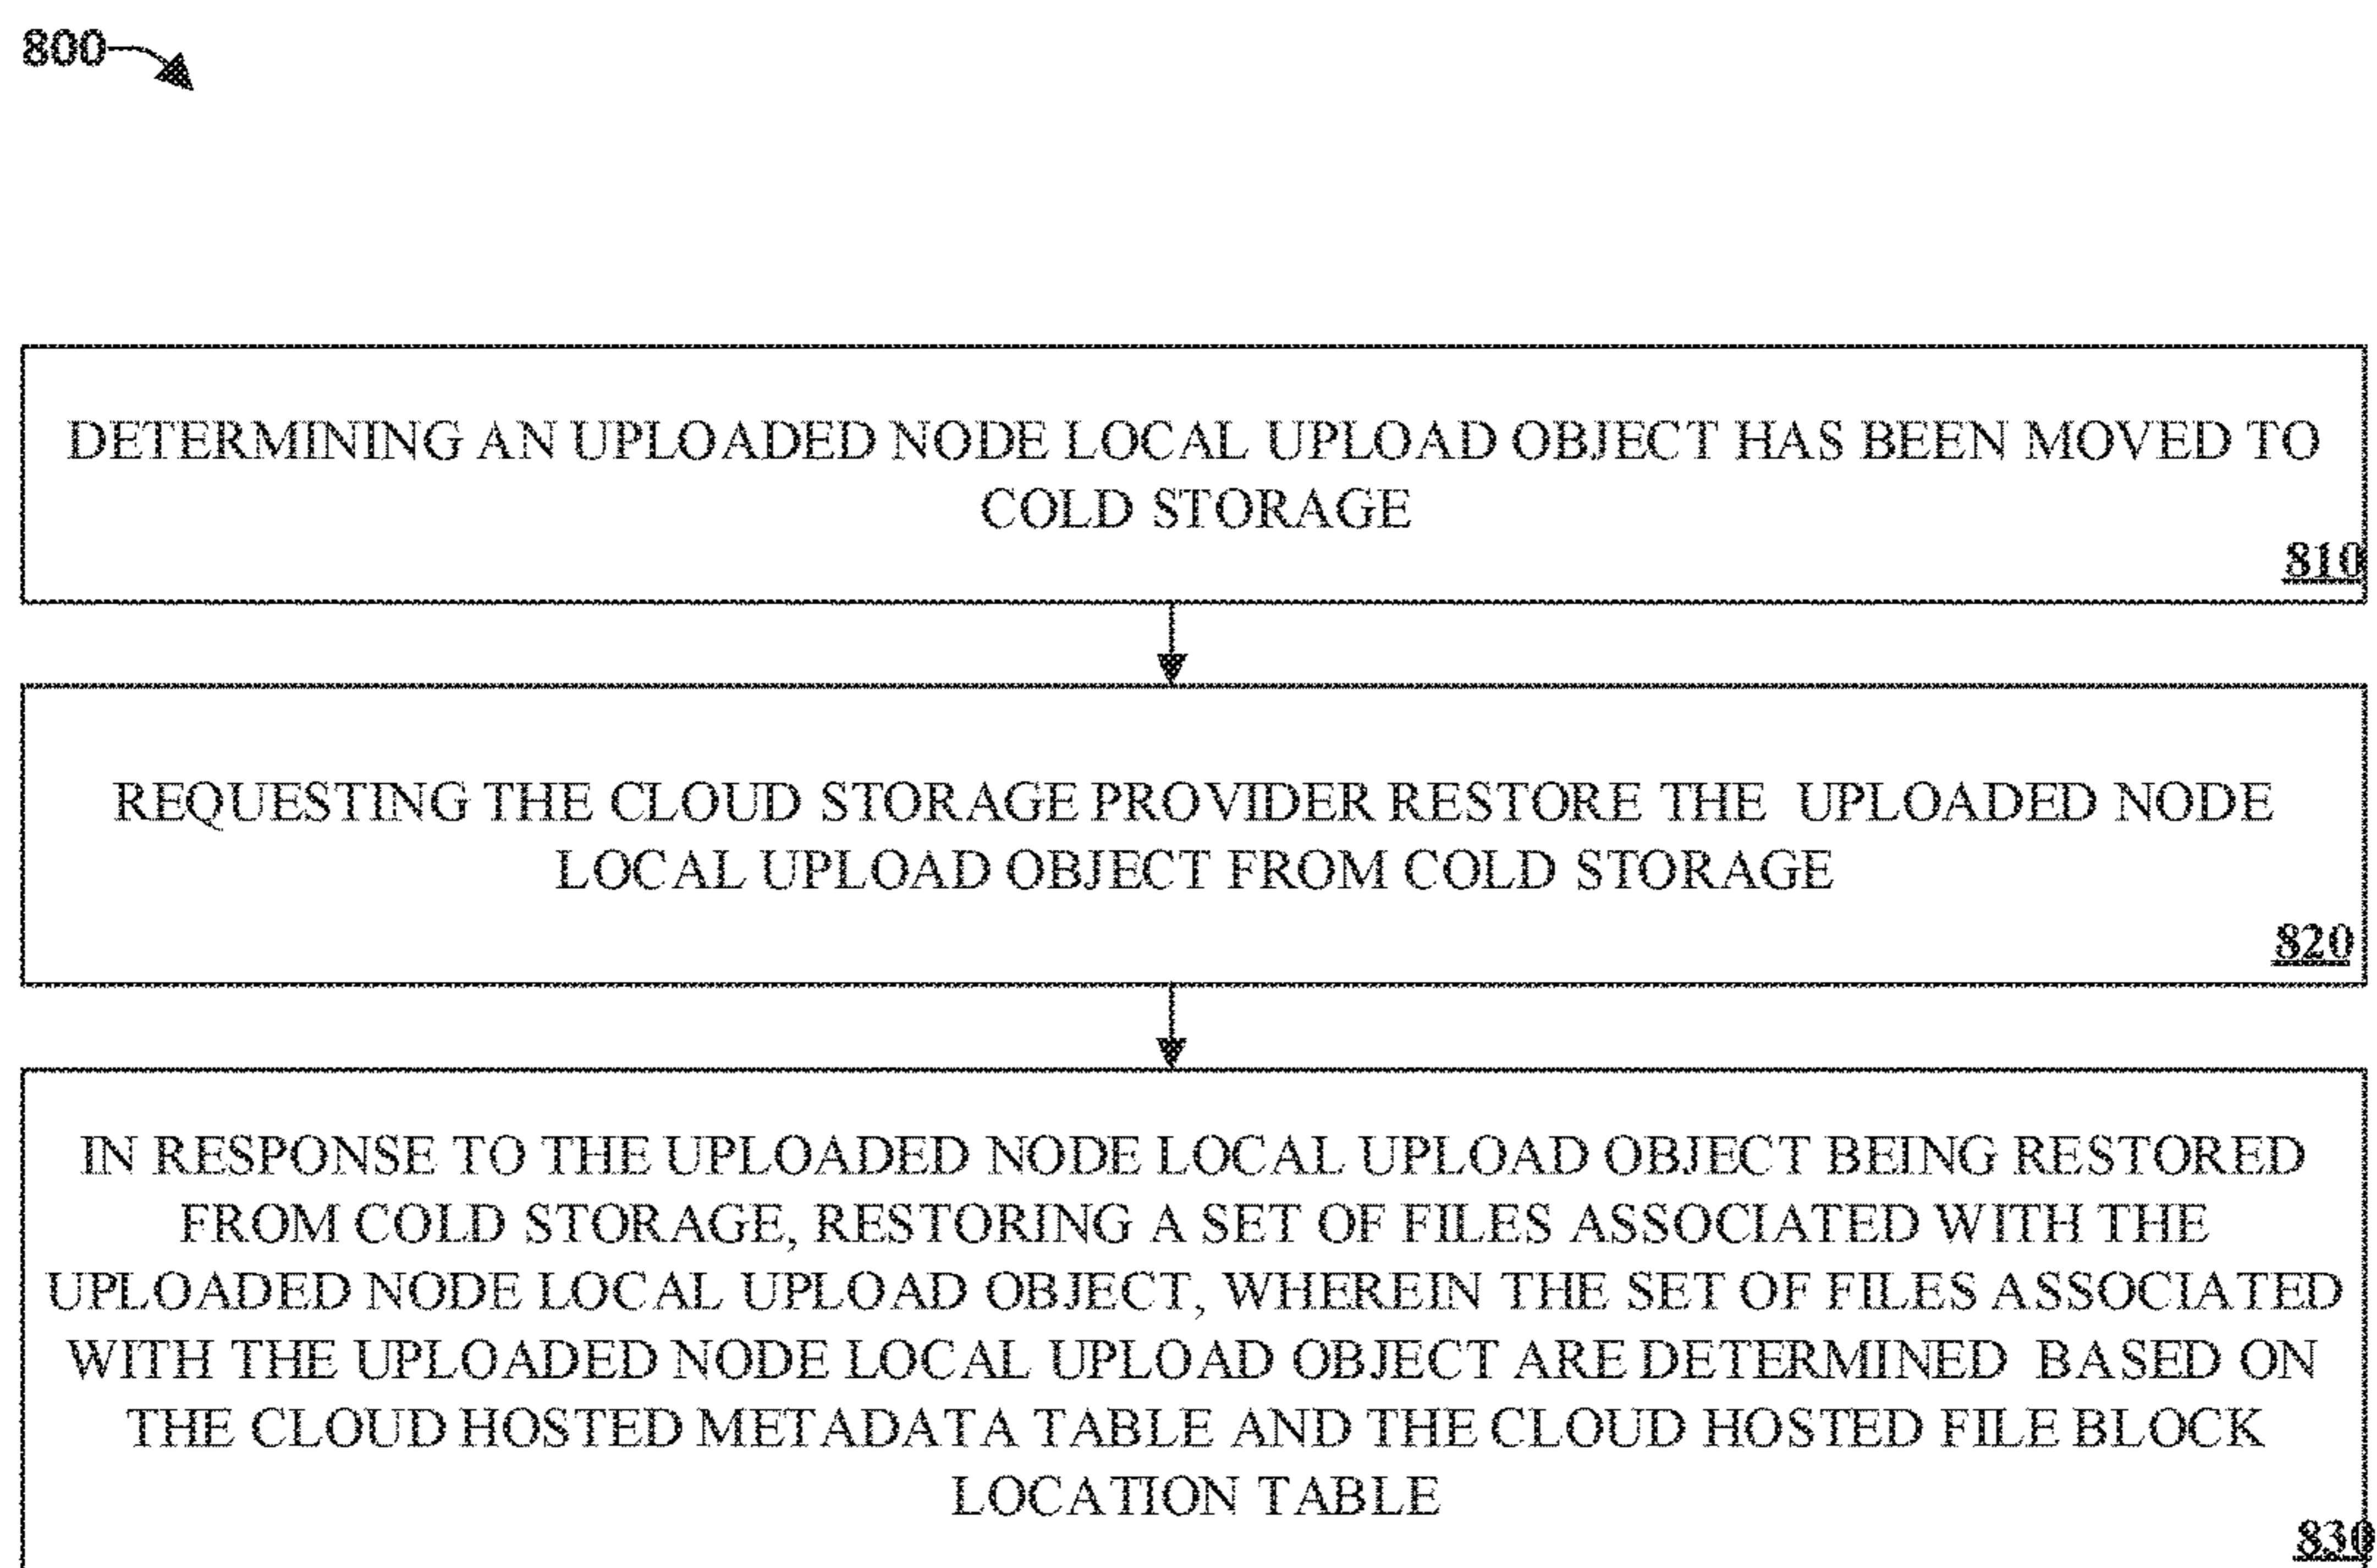 800
DETERMINING AN UPLOADED NODE LOCAL UPLOAD OBJECT HAS BEEN MOVED TO
COLD STORAGE
810
REQUESTING THE CLOUD STORAGE PROVIDER RESTORE THE UPLOADED NODE
LOCAL UPLOAD OBJECT FROM COLD STORAGE
820
IN RESPONSE TO THE UPLOADED NODE LOCAL UPLOAD OBJECT BEING RESTORED
FROM COLD STORAGE, RESTORING A SET OF FILES ASSOCIATED WITH THE
UPLOADED NODE LOCAL UPLOAD OBJECT, WHEREIN THE SET OF FILES ASSOCIATED
WITH THE UPLOADED NODE LOCAL UPLOAD OBJECT ARE DETERMINED BASED ON
THE CLOUD HOSTED METADATA TABLE AND THE CLOUD HOSTED FILE BLOCK
LOCATION TABLE
830